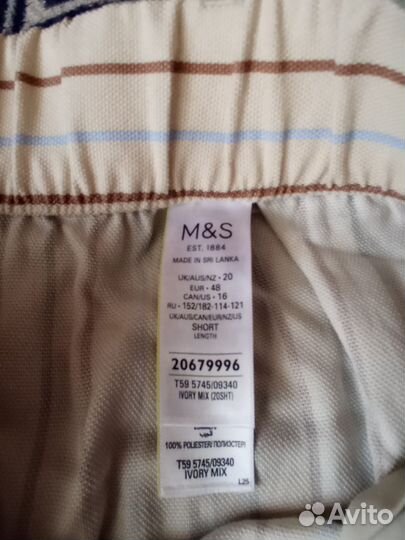 M&S
EST. 1884
MADE IN SRI LANKA
UK/AUS/NZ • 20
EUR • 48
CAN/US • 16
RU • 152/182-114-121
UK/AUS/CAN/EUR/NZ/US
SHORT
LENGTH
20679996
T59 5745/09340
IVORY MIX (20SHT)
100% POLIESTER/ ПОЛИЭСТЕР/
T59 5745/09340
IVORY MIX
L25
Avito